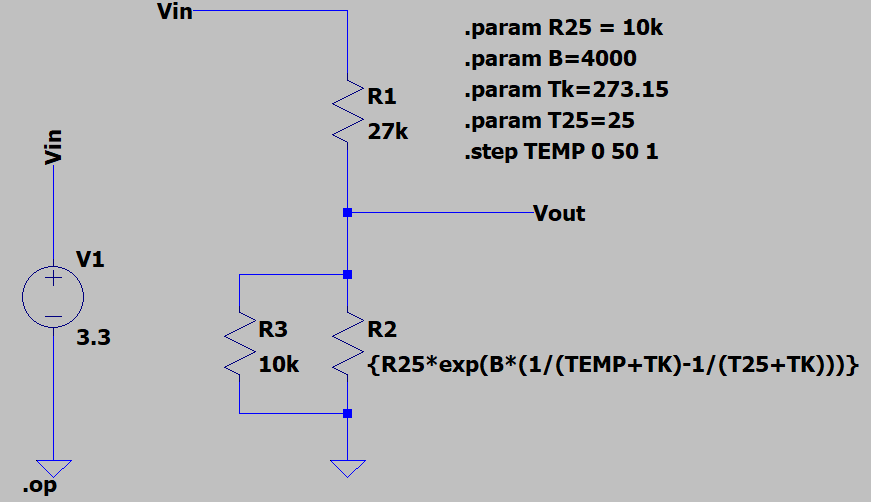 Vin
.param R25 = 10k
.param B=4000
.param Tk=273.15
.param T25=25
.step TEMP 0 50 1
R1
27k
Vin
Vout
V1
3.3
R3
10k
R2
{R25*exp(B*(1/(TEMP+TK)-1/(T25+TK)))}
.op